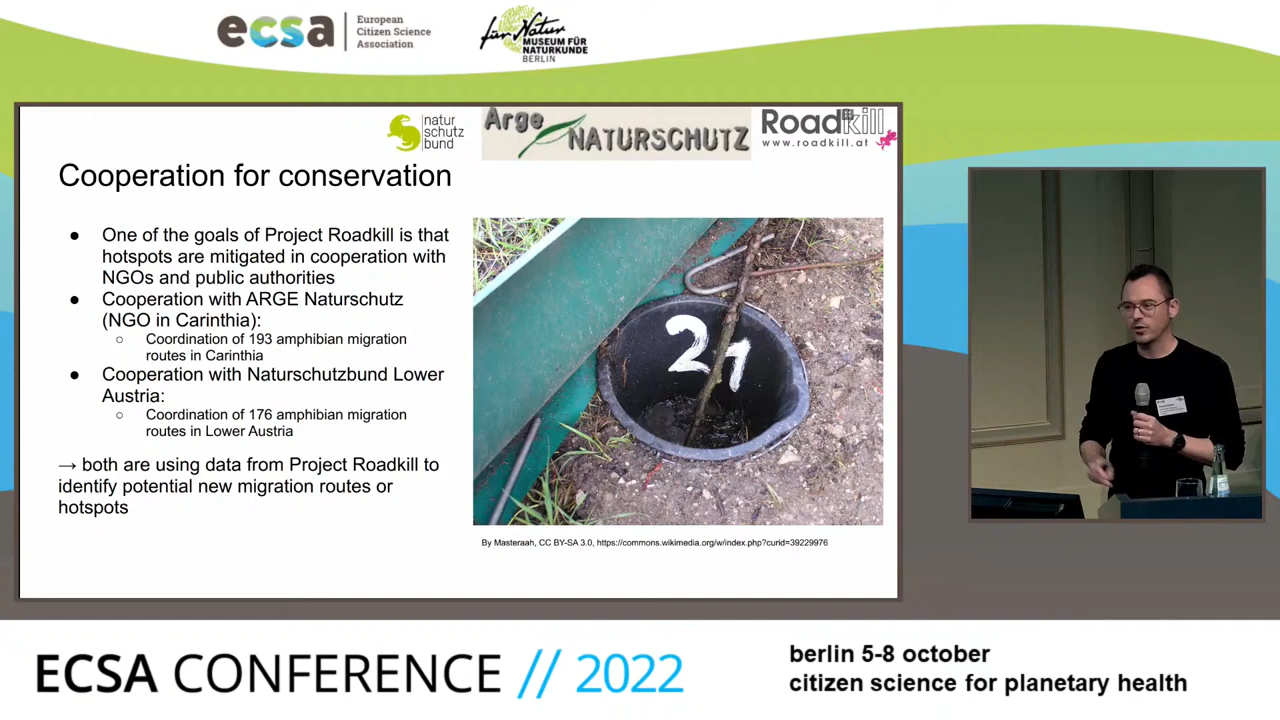 ecsa
European
Citizen Science
Association
für Natur
MUSEUM FÜR
NATURKUNDE
BERLIN
natur
schutz
bund
Arge
NATURSCHUTZ
Roadkill
www.roadkill.at
Cooperation for conservation
● One of the goals of Project Roadkill is that
hotspots are mitigated in cooperation with
NGOs and public authorities
● Cooperation with ARGE Naturschutz
(NGO in Carinthia):
○ Coordination of 193 amphibian migration
routes in Carinthia
● Cooperation with Naturschutzbund Lower
Austria:
○ Coordination of 176 amphibian migration
routes in Lower Austria
→ both are using data from Project Roadkill to
identify potential new migration routes or
hotspots
21
By Masteraah, CC BY-SA 3.0, https://commons.wikimedia.org/w/index.php?curid=39229976
ECSA CONFERENCE // 2022
berlin 5-8 october
citizen science for planetary health